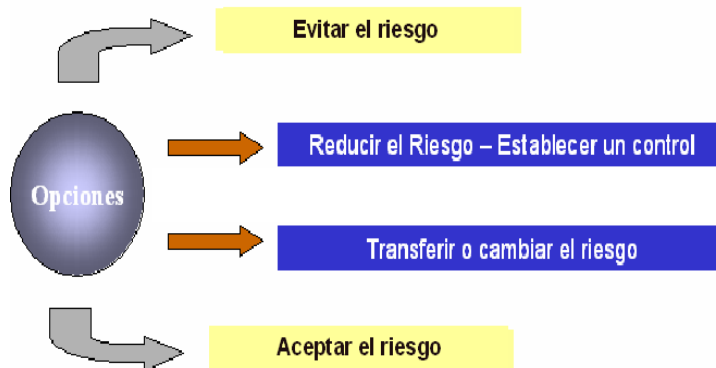 Evitar el riesgo
Reducir el Riesgo – Establecer un control
Opciones
Transferir o cambiar el riesgo
Aceptar el riesgo